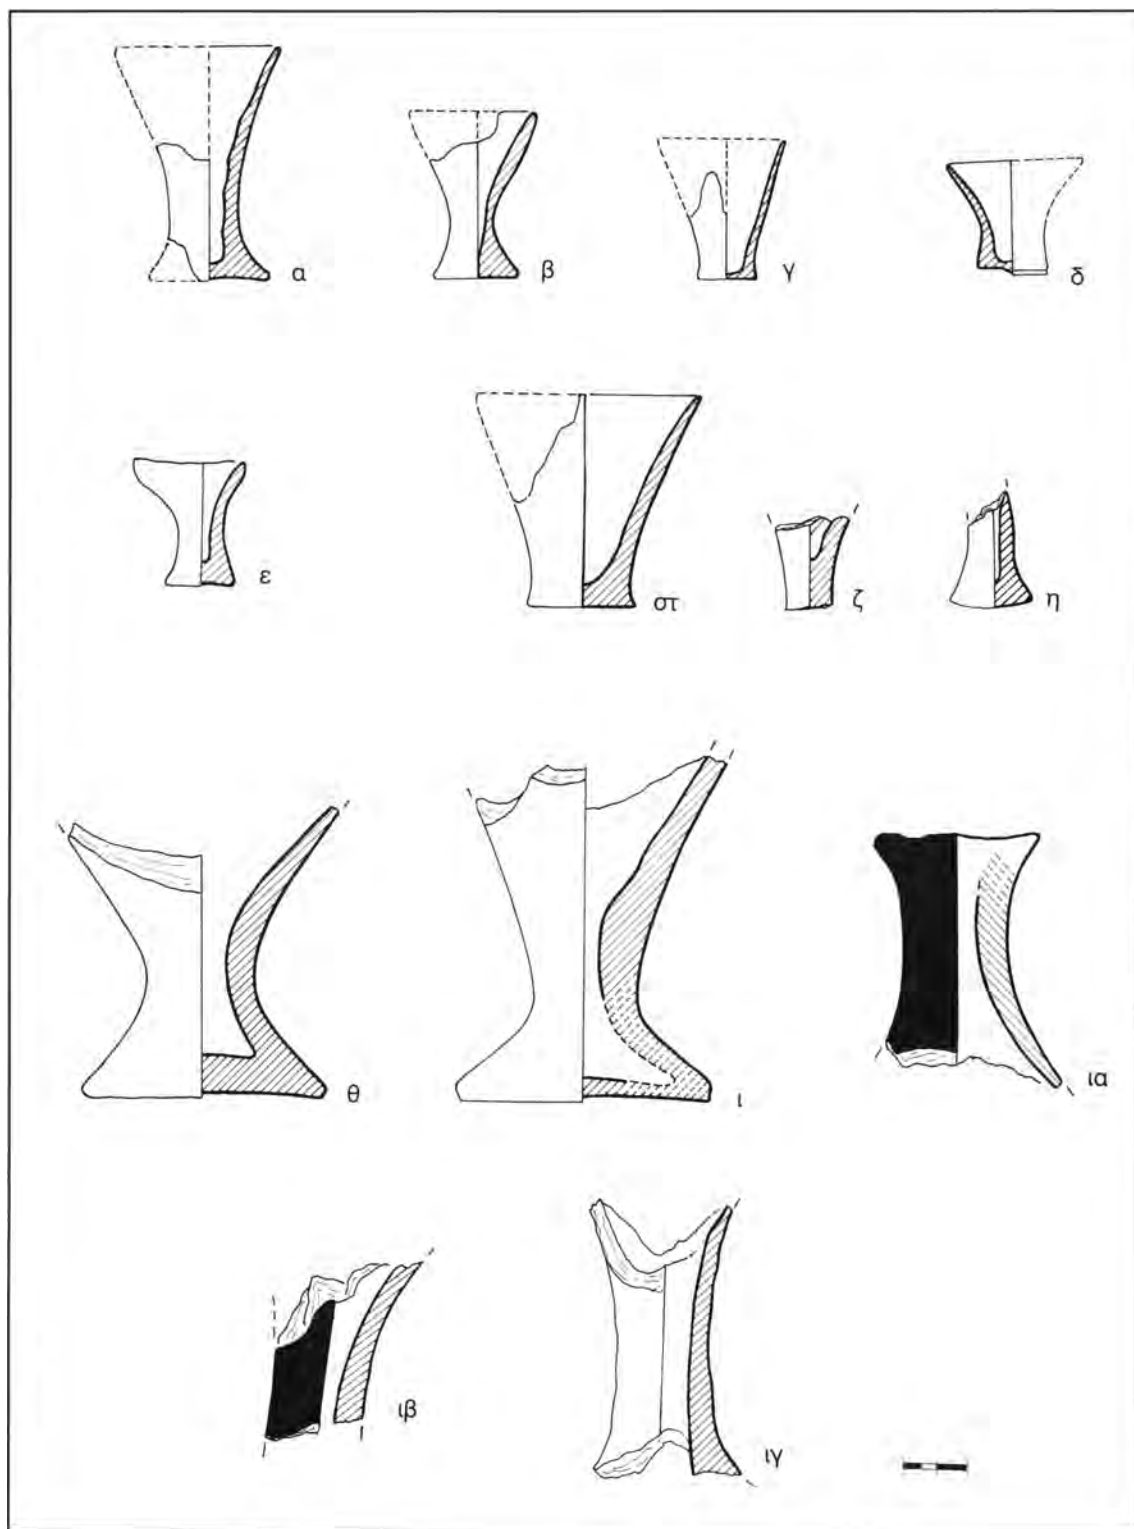 α β γ δ
ε στ ζ η
θ ι ια
ιβ ιγ